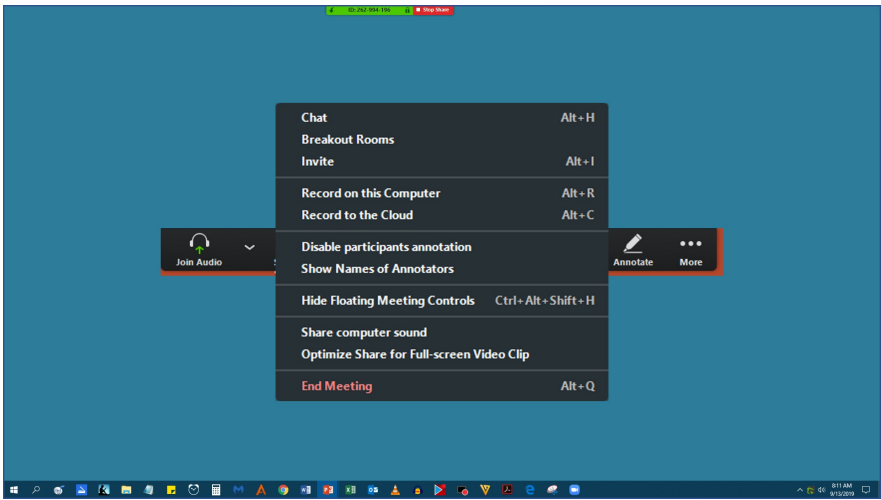 ID: 262-904-196 Stop Share
Chat Alt+H
Breakout Rooms
Invite Alt+I
Record on this Computer Alt+R
Record to the Cloud Alt+C
Disable participants annotation
Show Names of Annotators
Hide Floating Meeting Controls Ctrl+Alt+Shift+H
Share computer sound
Optimize Share for Full-screen Video Clip
End Meeting Alt+Q
Join Audio
Annotate
More
8:11 AM
9/13/2019